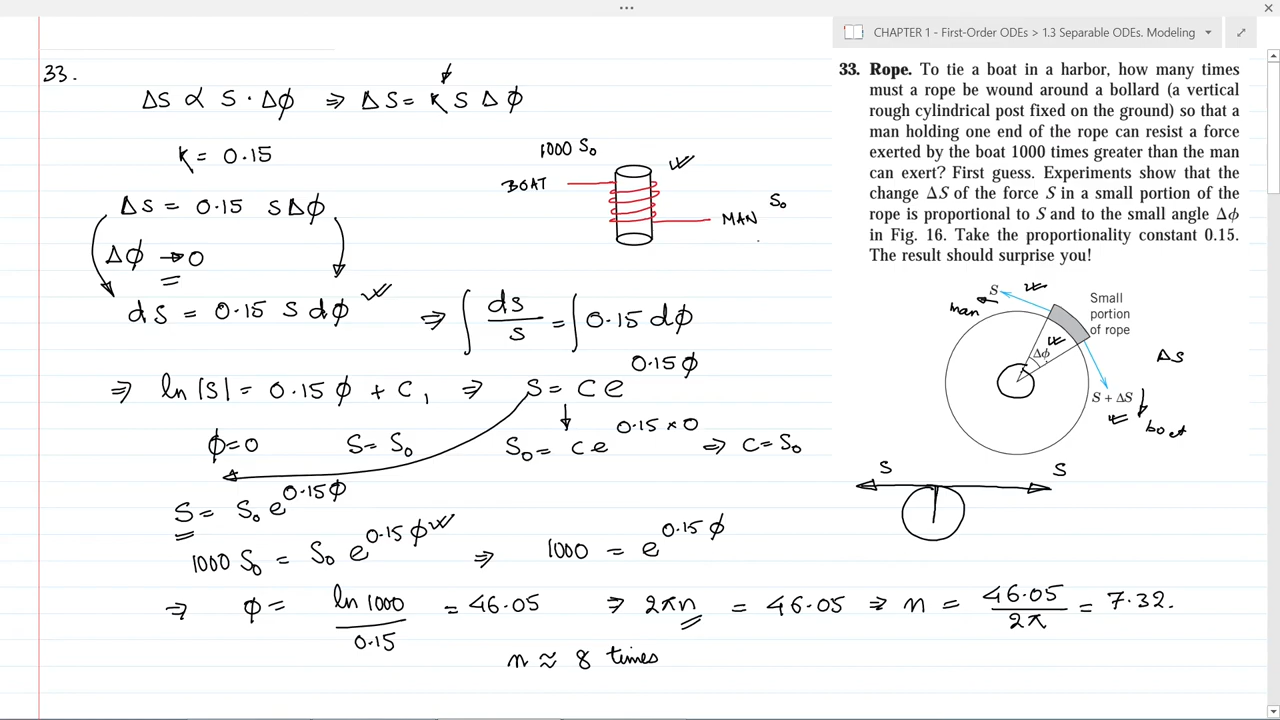 CHAPTER 1 - First-Order ODEs > 1.3 Separable ODEs. Modeling
33.
ΔS ∝ S · Δϕ ⇒ ΔS = K S Δϕ
K = 0.15
ΔS = 0.15 S Δϕ
Δϕ → 0
dS = 0.15 S dϕ ⇒ ∫ dS/S = ∫ 0.15 dϕ
⇒ ln |S| = 0.15 ϕ + C₁ ⇒ S = C e^(0.15 ϕ)
ϕ = 0 S = S₀ S₀ = C e^(0.15 × 0) ⇒ C = S₀
S = S₀ e^(0.15 ϕ)
1000 S₀ = S₀ e^(0.15 ϕ) ⇒ 1000 = e^(0.15 ϕ)
⇒ ϕ = ln 1000 / 0.15 = 46.05 ⇒ 2πn = 46.05 ⇒ n = 46.05 / 2π = 7.32.
n ≈ 8 times
1000 S₀
BOAT
S₀
MAN
33. Rope. To tie a boat in a harbor, how many times
must a rope be wound around a bollard (a vertical
rough cylindrical post fixed on the ground) so that a
man holding one end of the rope can resist a force
exerted by the boat 1000 times greater than the man
can exert? First guess. Experiments show that the
change ΔS of the force S in a small portion of the
rope is proportional to S and to the small angle Δϕ
in Fig. 16. Take the proportionality constant 0.15.
The result should surprise you!
S
man
Small
portion
of rope
Δϕ
ΔS
S + ΔS
boat
S S